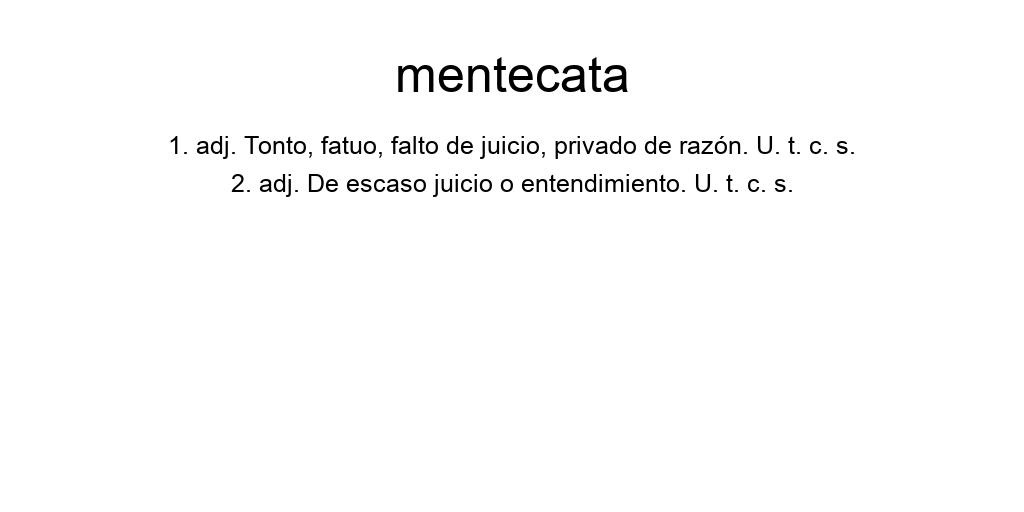 mentecata
1. adj. Tonto, fatuo, falto de juicio, privado de razón. U. t. c. s.
2. adj. De escaso juicio o entendimiento. U. t. c. s.